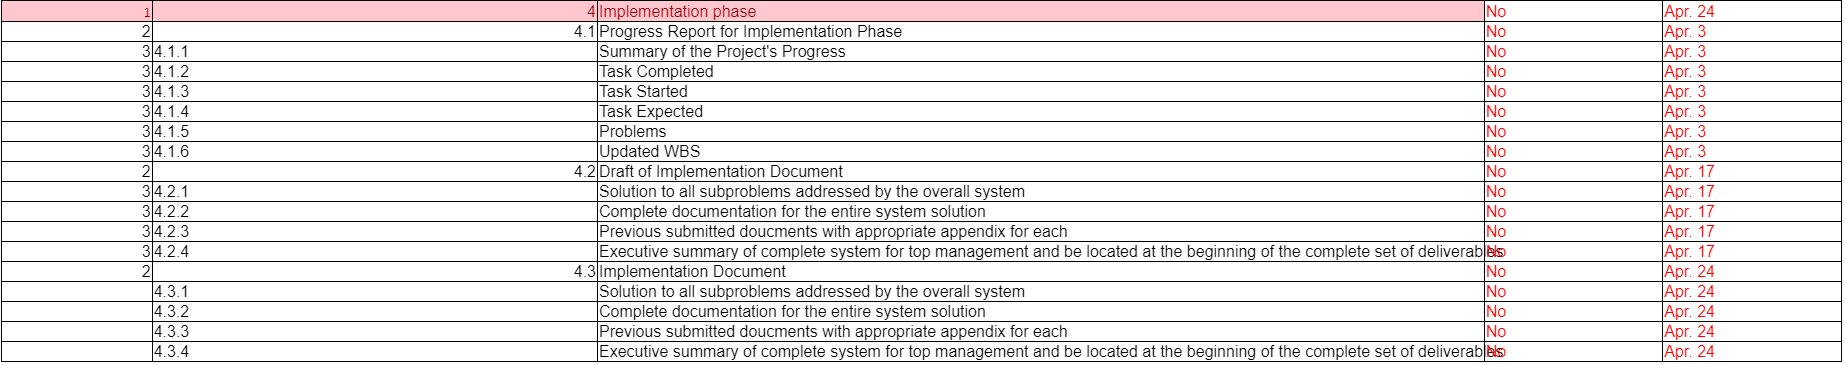 1 4 Implementation phase No Apr. 24
2 4.1 Progress Report for Implementation Phase No Apr. 3
3 4.1.1 Summary of the Project's Progress No Apr. 3
3 4.1.2 Task Completed No Apr. 3
3 4.1.3 Task Started No Apr. 3
3 4.1.4 Task Expected No Apr. 3
3 4.1.5 Problems No Apr. 3
3 4.1.6 Updated WBS No Apr. 3
2 4.2 Draft of Implementation Document No Apr. 17
3 4.2.1 Solution to all subproblems addressed by the overall system No Apr. 17
3 4.2.2 Complete documentation for the entire system solution No Apr. 17
3 4.2.3 Previous submitted doucments with appropriate appendix for each No Apr. 17
3 4.2.4 Executive summary of complete system for top management and be located at the beginning of the complete set of deliverables No Apr. 17
2 4.3 Implementation Document No Apr. 24
4.3.1 Solution to all subproblems addressed by the overall system No Apr. 24
4.3.2 Complete documentation for the entire system solution No Apr. 24
4.3.3 Previous submitted doucments with appropriate appendix for each No Apr. 24
4.3.4 Executive summary of complete system for top management and be located at the beginning of the complete set of deliverables No Apr. 24